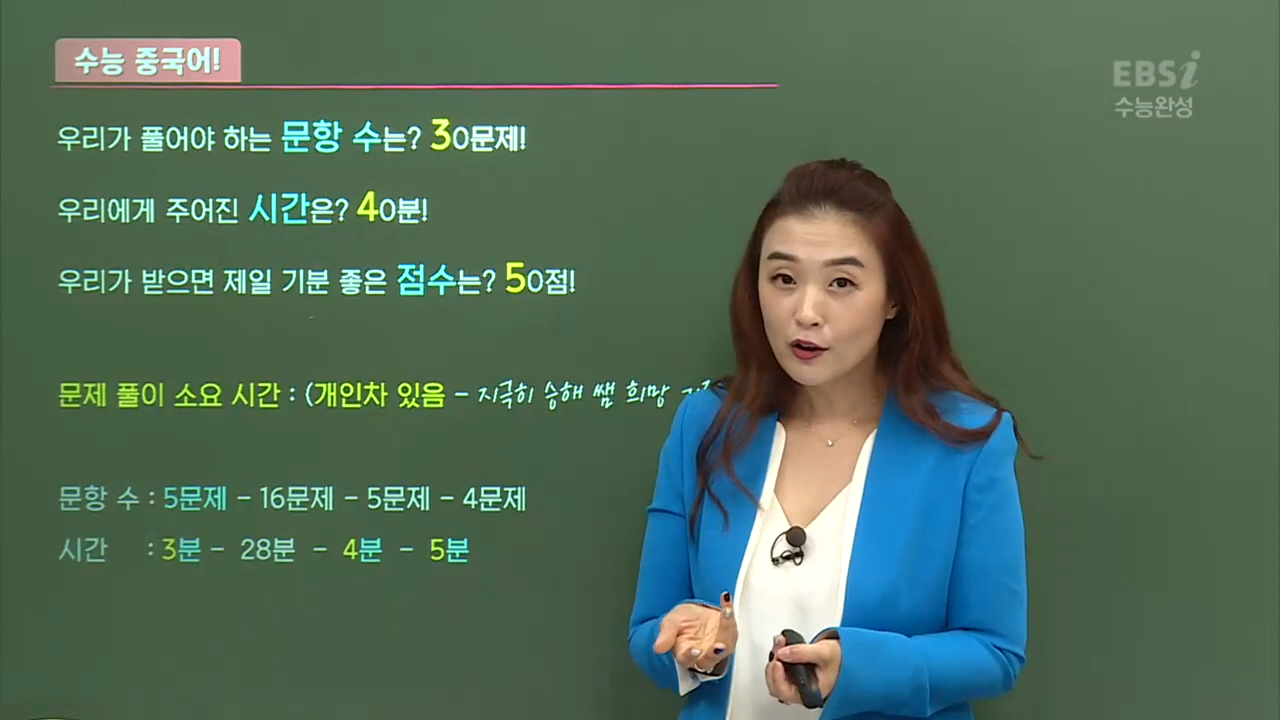 수능 중국어!
EBSi
수능완성
우리가 풀어야 하는 문항 수는? 30문제!
우리에게 주어진 시간은? 40분!
우리가 받으면 제일 기분 좋은 점수는? 50점!
문제 풀이 소요 시간 : (개인차 있음 - 지극히 승해 쌤 희망
문항 수 : 5문제 - 16문제 - 5문제 - 4문제
시간 : 3분 - 28분 - 4분 - 5분